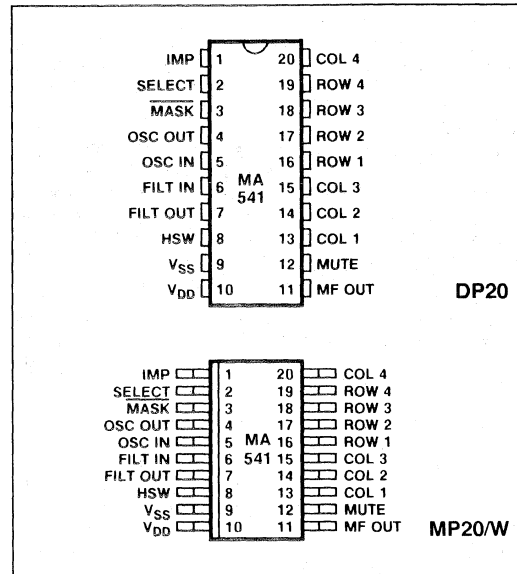 IMP 1 20 COL 4
SELECT 2 19 ROW 4
MASK 3 18 ROW 3
OSC OUT 4 17 ROW 2
OSC IN 5 16 ROW 1
FILT IN 6 MA 541 15 COL 3
FILT OUT 7 14 COL 2
HSW 8 13 COL 1
VSS 9 12 MUTE
VDD 10 11 MF OUT
DP20
IMP 1 20 COL 4
SELECT 2 19 ROW 4
MASK 3 18 ROW 3
OSC OUT 4 17 ROW 2
OSC IN 5 MA 16 ROW 1
FILT IN 6 541 15 COL 3
FILT OUT 7 14 COL 2
HSW 8 13 COL 1
VSS 9 12 MUTE
VDD 10 11 MF OUT
MP20/W